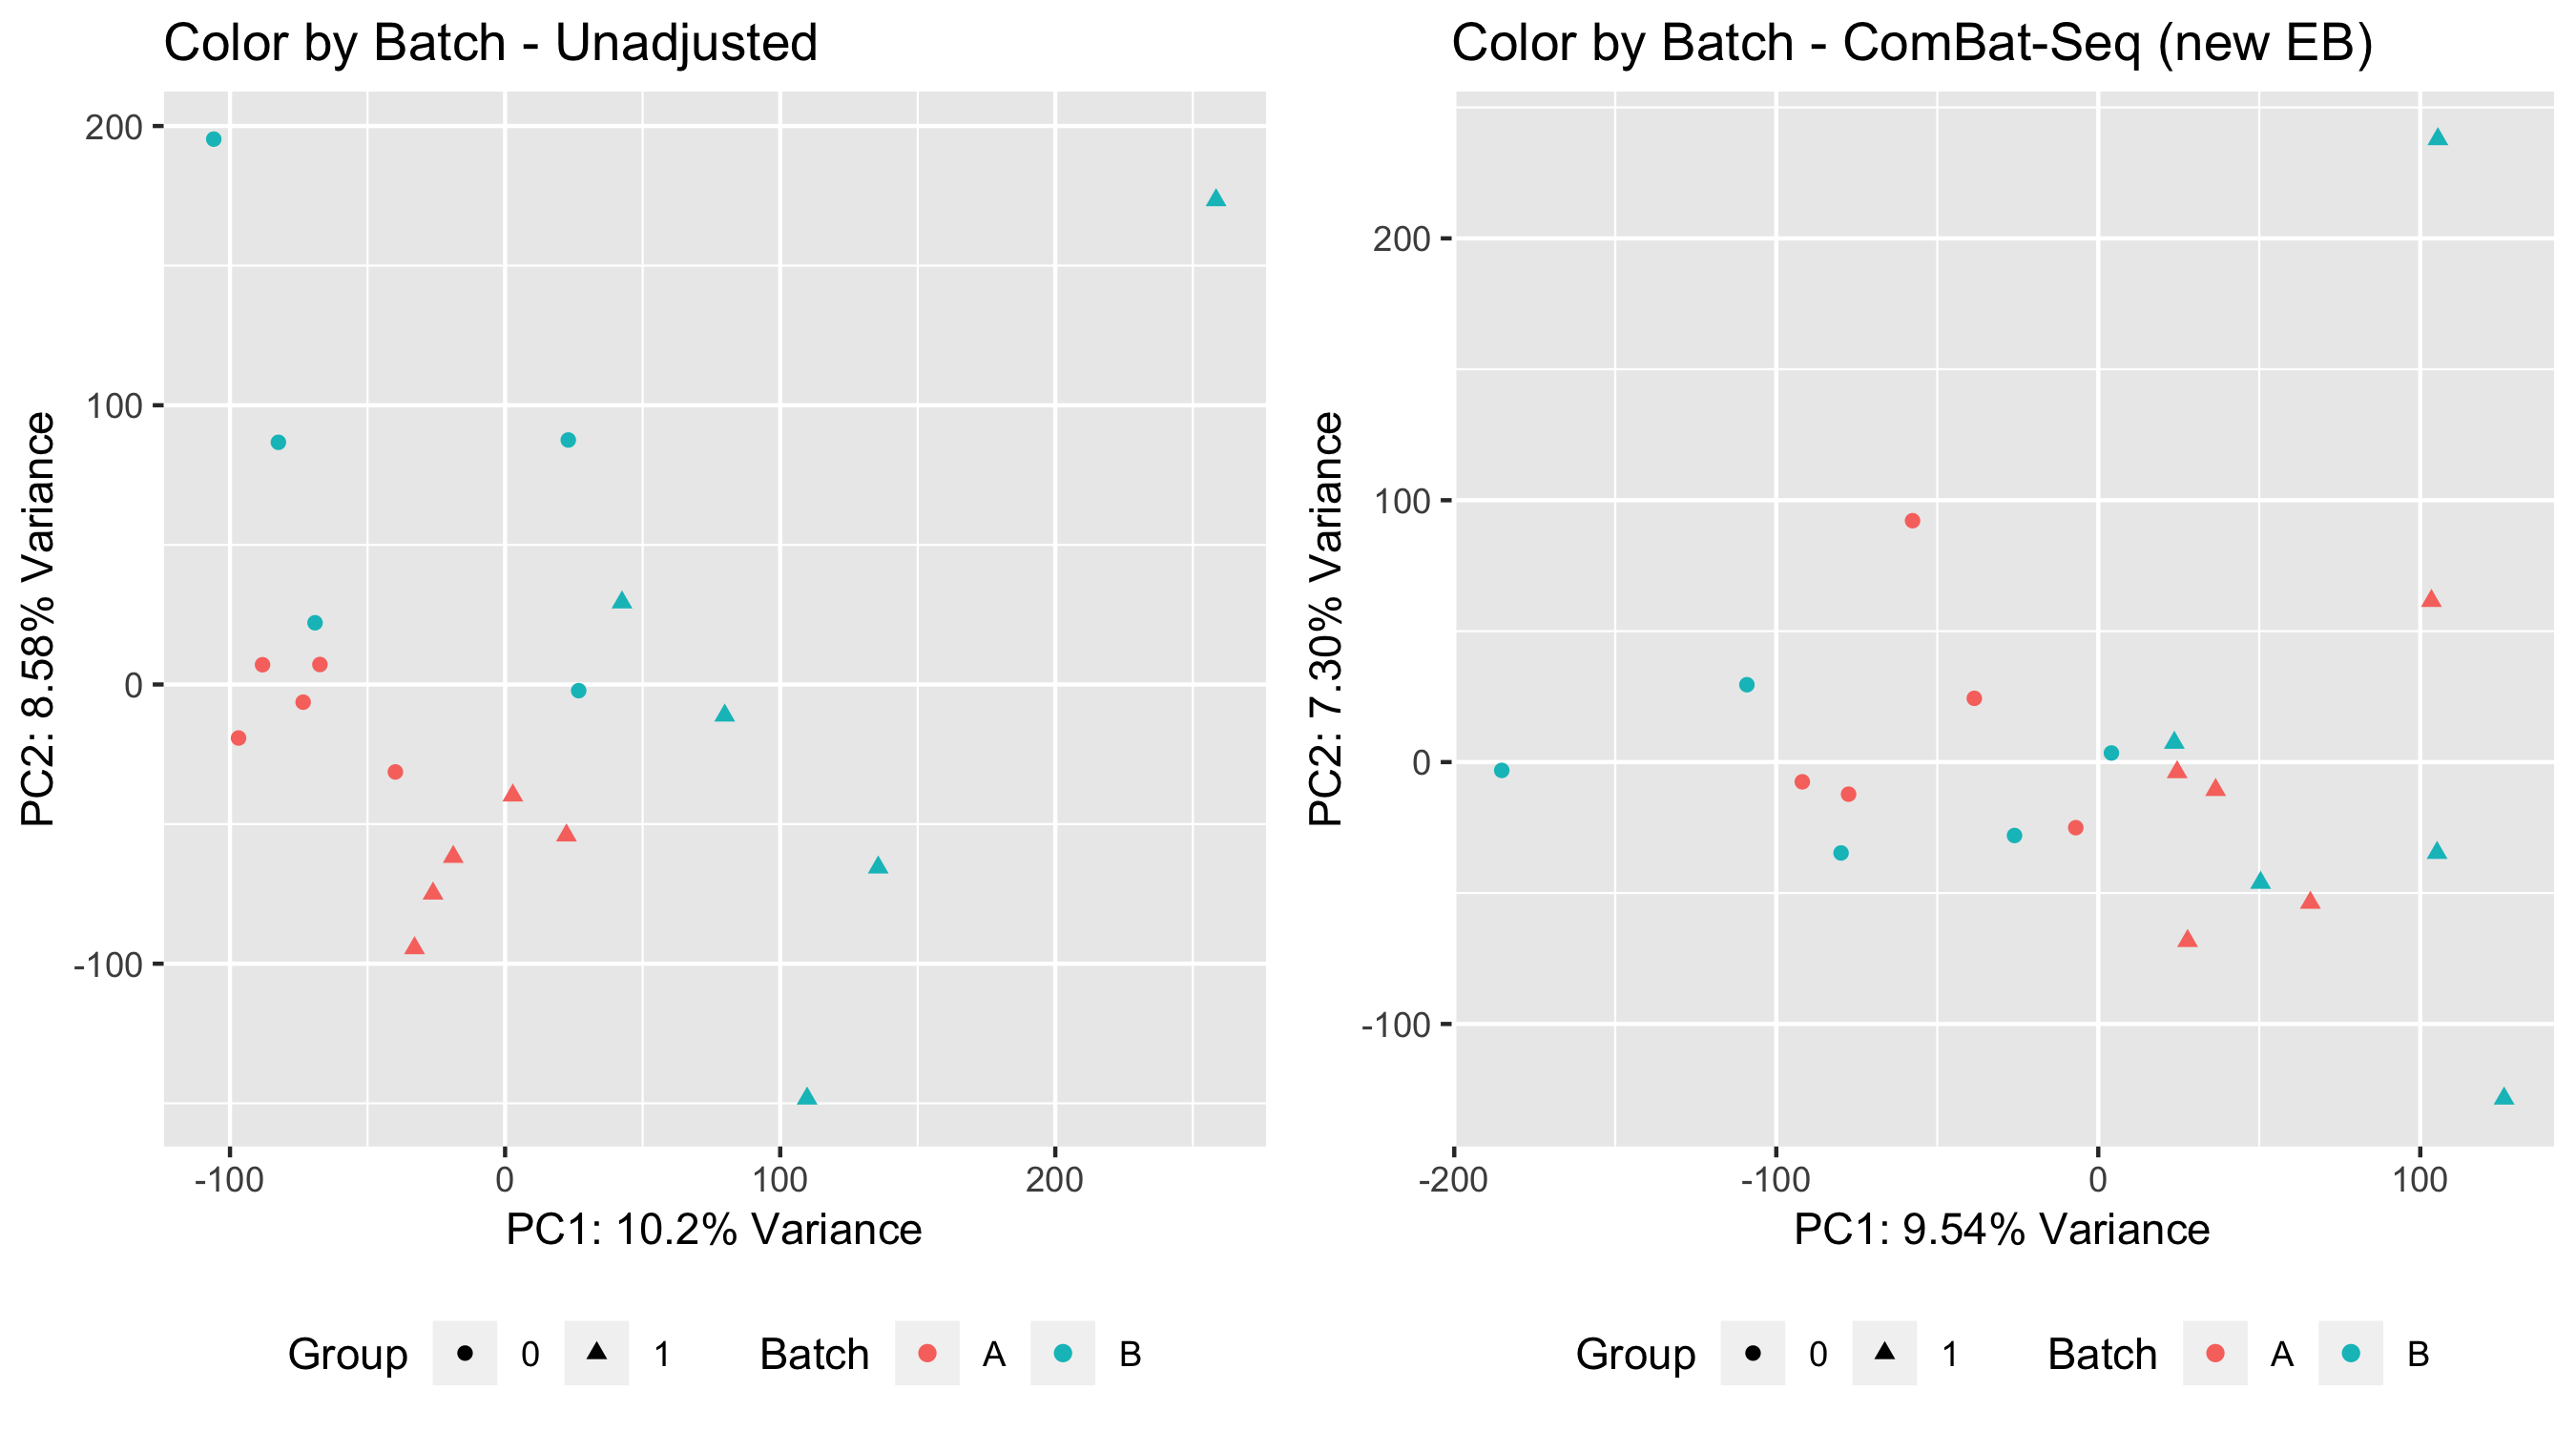 Color by Batch - Unadjusted
200
100
0
-100
PC2: 8.58% Variance
-100 0 100 200
PC1: 10.2% Variance
Group 0 1 Batch A B
Color by Batch - ComBat-Seq (new EB)
200
100
0
-100
PC2: 7.30% Variance
-200 -100 0 100
PC1: 9.54% Variance
Group 0 1 Batch A B